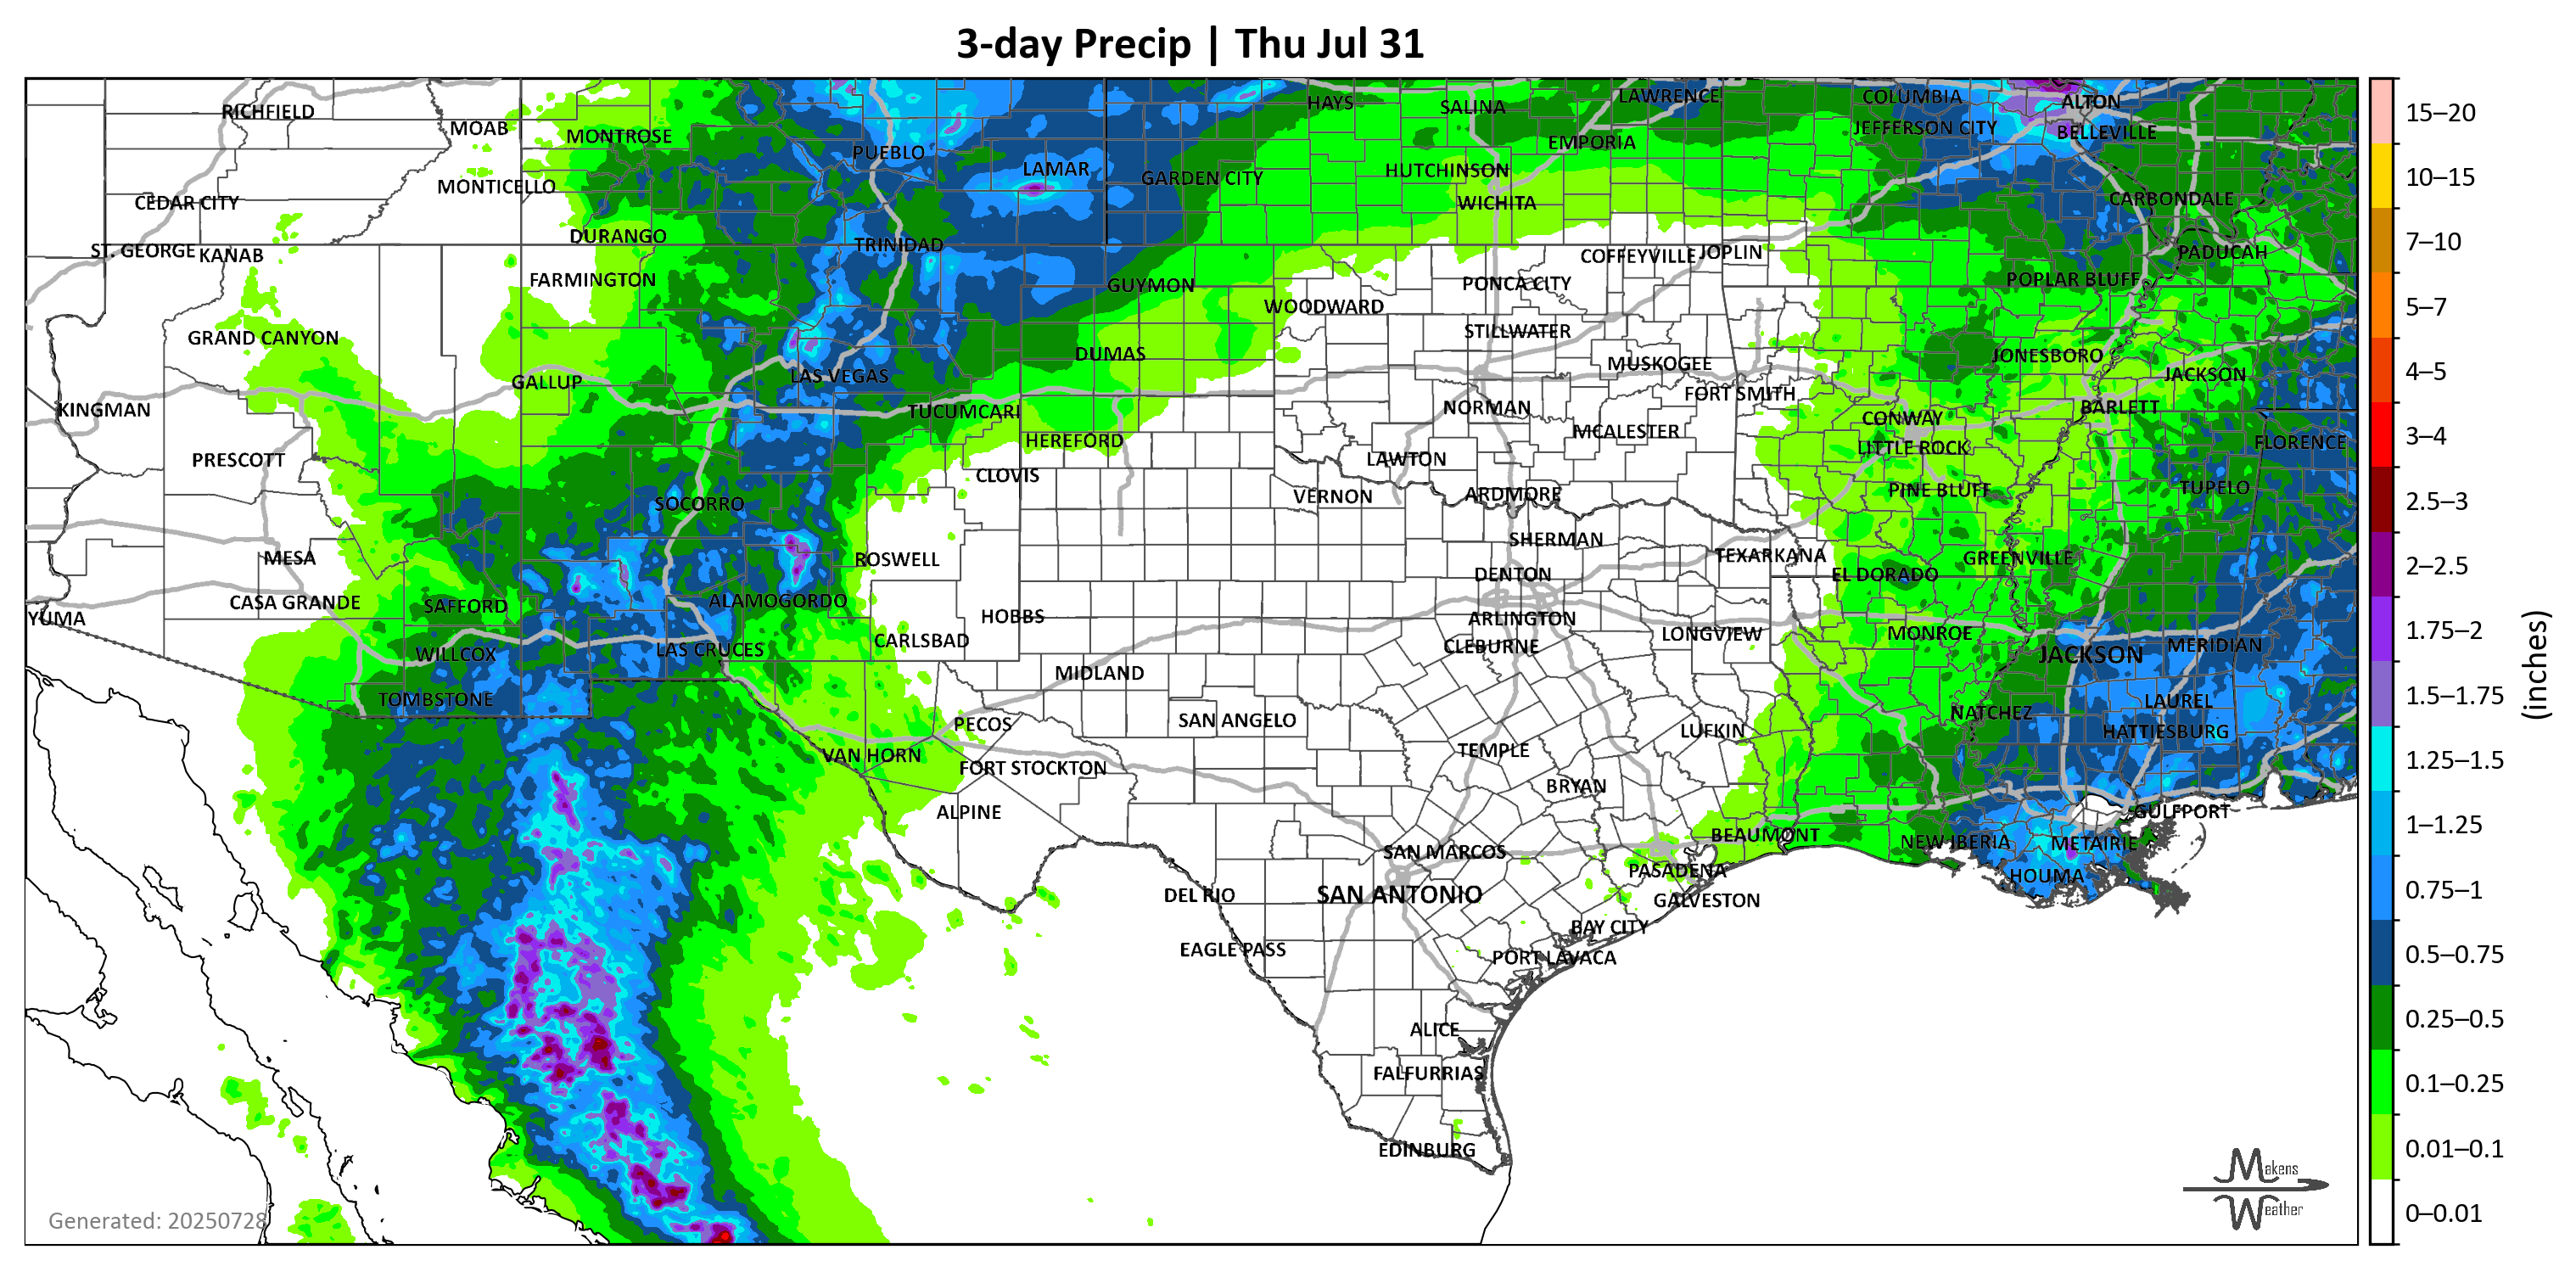 3-day Precip | Thu Jul 31
RICHFIELD
MOAB
MONTROSE
PUEBLO
LAMAR
GARDEN CITY
HAYS
SALINA
LAWRENCE
EMPORIA
HUTCHINSON
WICHITA
COLUMBIA
JEFFERSON CITY
ALTON
BELLEVILLE
CARBONDALE
MONTICELLO
CEDAR CITY
ST. GEORGE
KANAB
DURANGO
TRINIDAD
FARMINGTON
GUYMON
WOODWARD
COFFEYVILLE
JOPLIN
PONCA CITY
POPLAR BLUFF
PADUCAH
GRAND CANYON
DUMAS
STILLWATER
MUSKOGEE
JONESBORO
JACKSON
GALLUP
LAS VEGAS
KINGMAN
TUCUMCARI
NORMAN
FORT SMITH
CONWAY
BARLETT
HEREFORD
MCALESTER
LITTLE ROCK
FLORENCE
PRESCOTT
CLOVIS
LAWTON
VERNON
ARDMORE
PINE BLUFF
TUPELO
SOCORRO
MESA
ROSWELL
SHERMAN
TEXARKANA
GREENVILLE
DENTON
EL DORADO
CASA GRANDE
SAFFORD
ALAMOGORDO
YUMA
HOBBS
ARLINGTON
CARLSBAD
CLEBURNE
LONGVIEW
MONROE
JACKSON
MERIDIAN
WILLCOX
LAS CRUCES
MIDLAND
TOMBSTONE
PECOS
SAN ANGELO
LUFKIN
NATCHEZ
LAUREL
HATTIESBURG
VAN HORN
FORT STOCKTON
TEMPLE
BRYAN
ALPINE
BEAUMONT
GULFPORT
NEW IBERIA
METAIRIE
SAN MARCOS
PASADENA
HOUMA
DEL RIO
SAN ANTONIO
GALVESTON
BAY CITY
EAGLE PASS
PORT LAVACA
ALICE
FALFURRIAS
EDINBURG
Generated: 20250728
Makens
Weather
15–20
10–15
7–10
5–7
4–5
3–4
2.5–3
2–2.5
1.75–2
1.5–1.75
1.25–1.5
1–1.25
0.75–1
0.5–0.75
0.25–0.5
0.1–0.25
0.01–0.1
0–0.01
(inches)